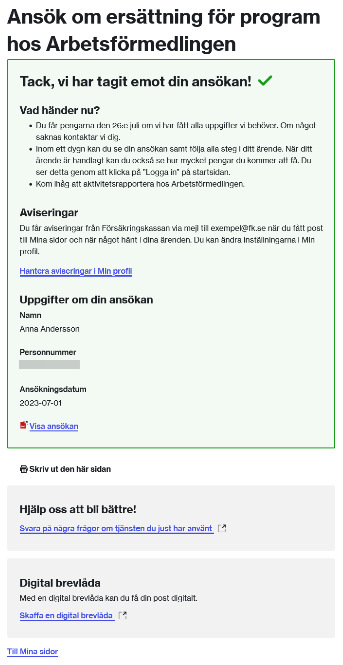 Ansök om ersättning för program
hos Arbetsförmedlingen
Tack, vi har tagit emot din ansökan!
Vad händer nu?
• Du får pengarna den 26:e juli om vi har fått alla uppgifter vi behöver. Om något
saknas kontaktar vi dig.
• Inom ett dygn kan du se din ansökan samt följa alla steg i ditt ärende. När ditt
ärende är handlagt kan du också se hur mycket pengar du kommer att få. Du
ser detta genom att klicka på "Logga in" på startsidan.
• Kom ihåg att aktivitetsrapportera hos Arbetsförmedlingen.
Aviseringar
Du får aviseringar från Försäkringskassan via mejl till exempel@fk.se när du fått post
till Mina sidor och när något hänt i dina ärenden. Du kan ändra inställningarna i Min
profil.
Hantera aviseringar i Min profil
Uppgifter om din ansökan
Namn
Anna Andersson
Personnummer
Ansökningsdatum
2023-07-01
Visa ansökan
Skriv ut den här sidan
Hjälp oss att bli bättre!
Svara på några frågor om tjänsten du just har använt
Digital brevlåda
Med en digital brevlåda kan du få din post digitalt.
Skaffa en digital brevlåda
Till Mina sidor